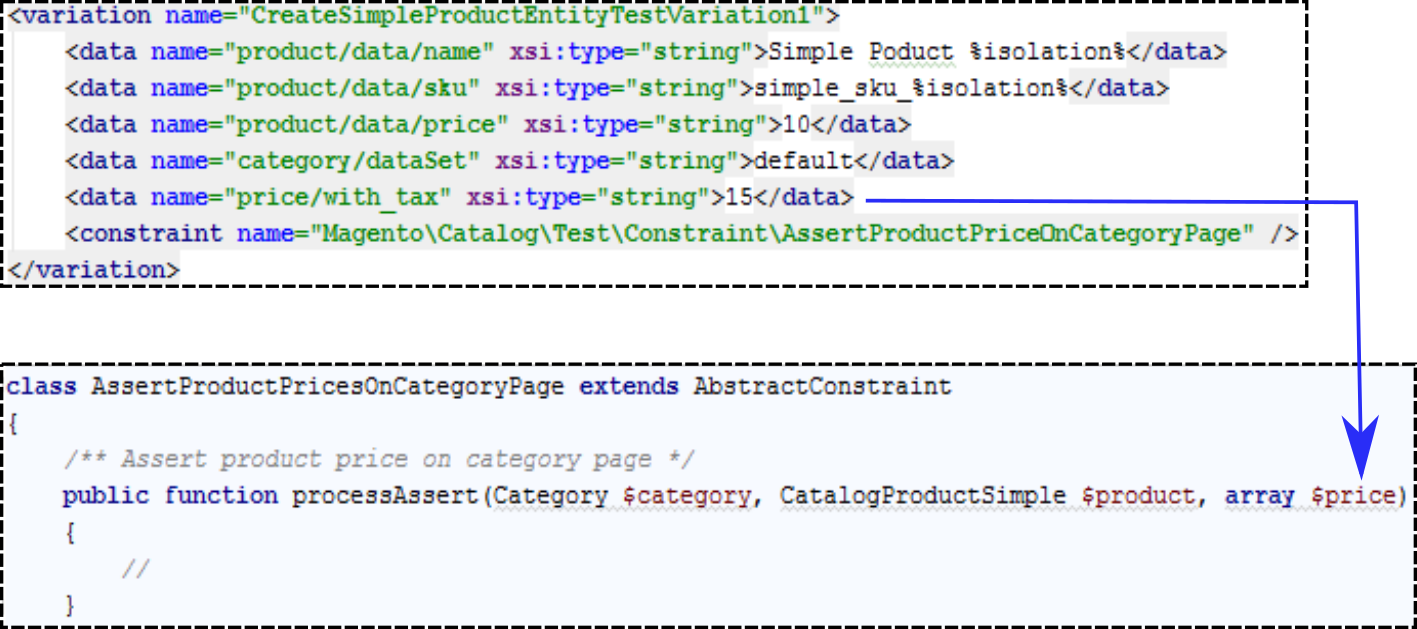 <variation name="CreateSimpleProductEntityTestVariation1">
<data name="product/data/name" xsi:type="string">Simple Poduct %isolation%</data>
<data name="product/data/sku" xsi:type="string">simple_sku_%isolation%</data>
<data name="product/data/price" xsi:type="string">10</data>
<data name="category/dataSet" xsi:type="string">default</data>
<data name="price/with_tax" xsi:type="string">15</data>
<constraint name="Magento\Catalog\Test\Constraint\AssertProductPriceOnCategoryPage" />
</variation>
class AssertProductPricesOnCategoryPage extends AbstractConstraint
{
/** Assert product price on category page */
public function processAssert(Category $category, CatalogProductSimple $product, array $price)
{
//
}